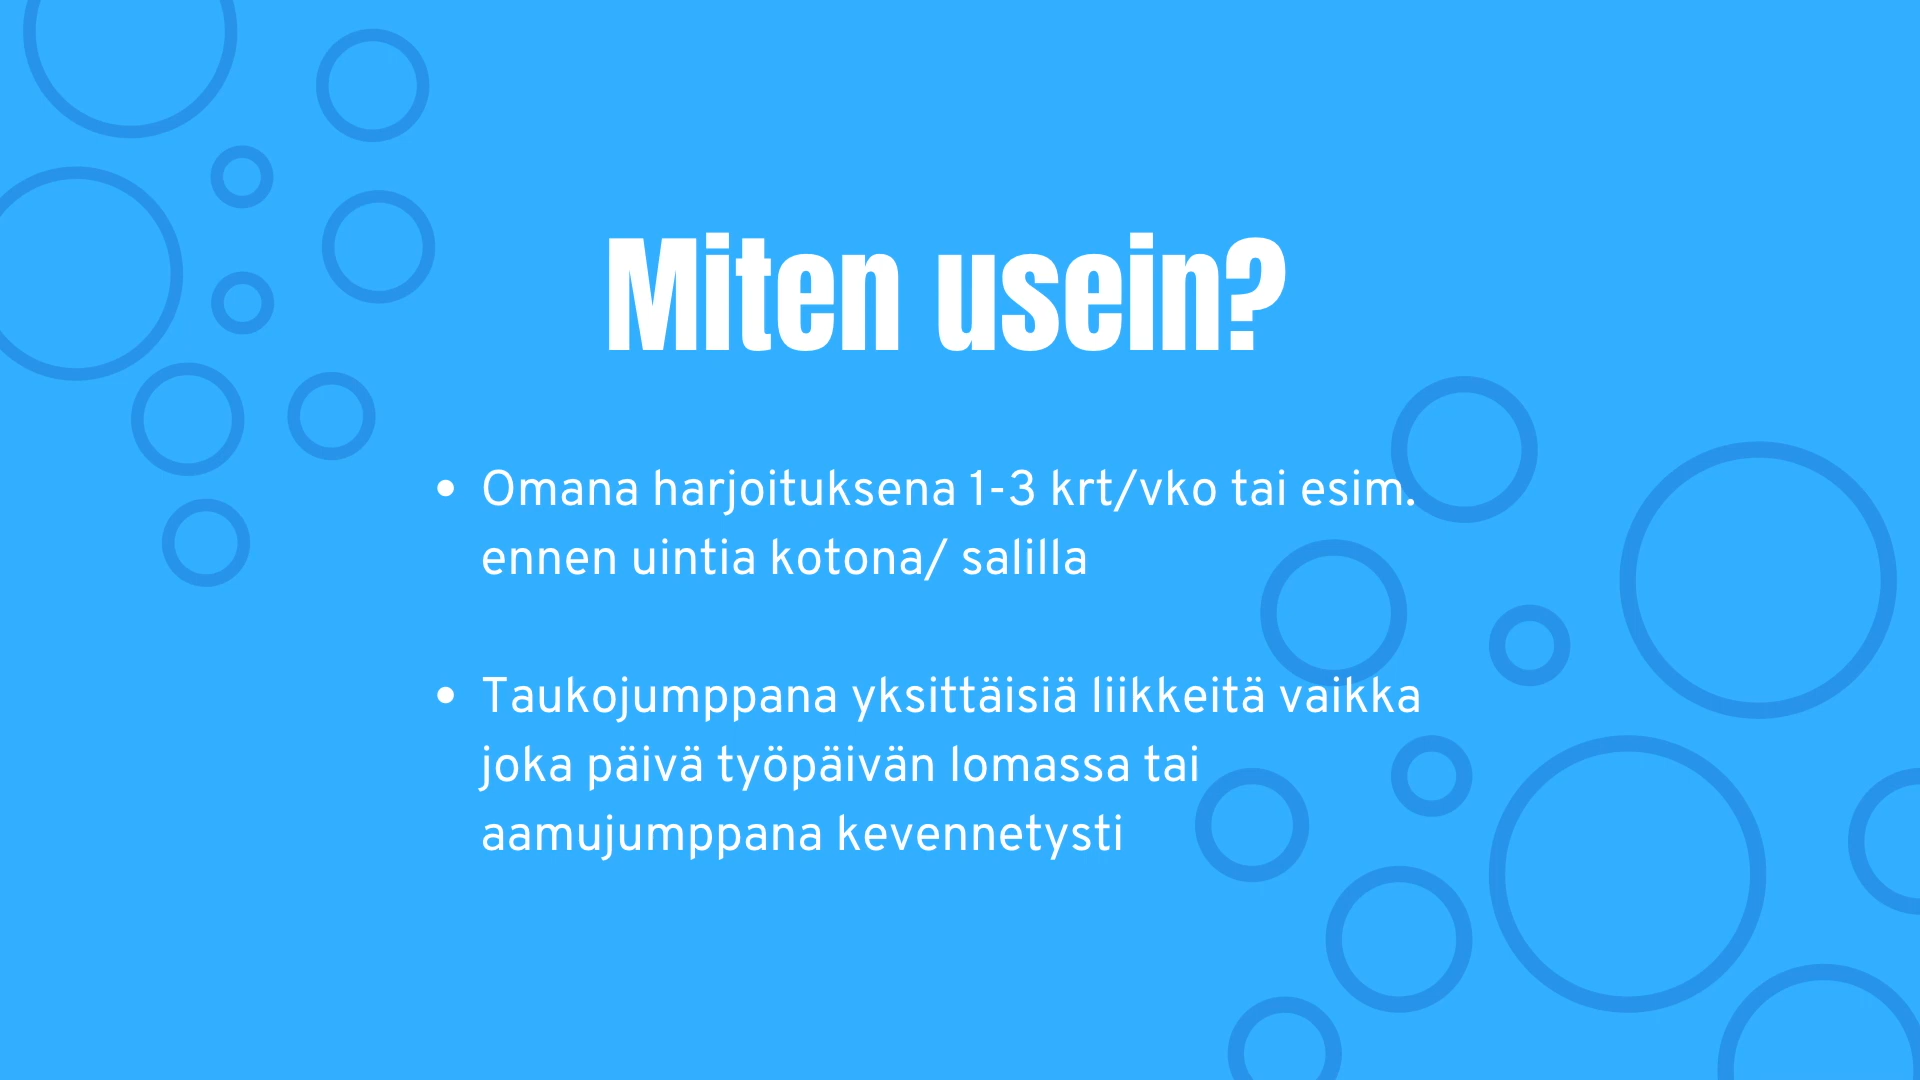 Miten usein?
• Omana harjoituksena 1-3 krt/vko tai esim.
ennen uintia kotona/ salilla
• Taukojumppana yksittäisiä liikkeitä vaikka
joka päivä työpäivän lomassa tai
aamujumppana kevennetysti